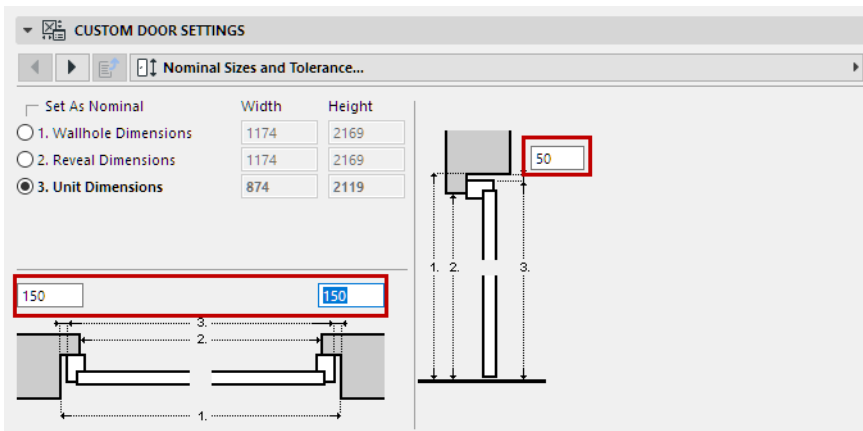 CUSTOM DOOR SETTINGS
Nominal Sizes and Tolerance...
Set As Nominal Width Height
1. Wallhole Dimensions 1174 2169
2. Reveal Dimensions 1174 2169
3. Unit Dimensions 874 2119
50
1. 2. 3.
150 150
3.
2.
1.